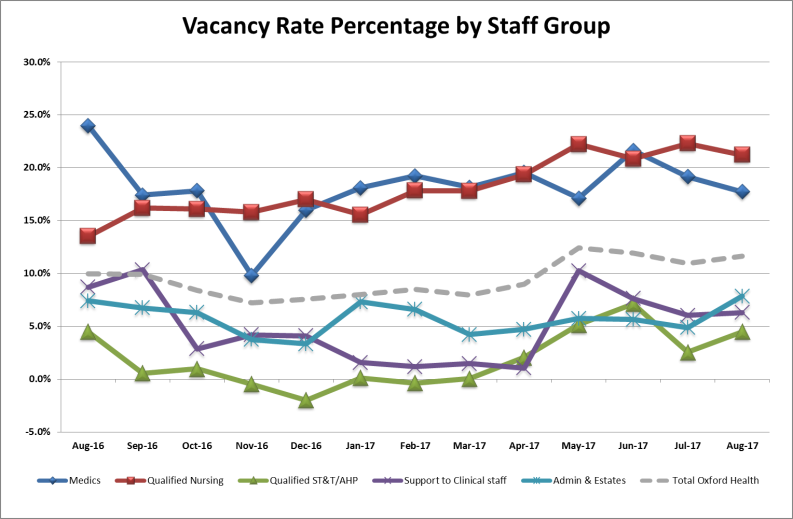 Vacancy Rate Percentage by Staff Group
30.0%
25.0%
20.0%
15.0%
10.0%
5.0%
0.0%
-5.0%
Aug-16 Sep-16 Oct-16 Nov-16 Dec-16 Jan-17 Feb-17 Mar-17 Apr-17 May-17 Jun-17 Jul-17 Aug-17
Medics Qualified Nursing Qualified ST&T/AHP Support to Clinical staff Admin & Estates Total Oxford Health